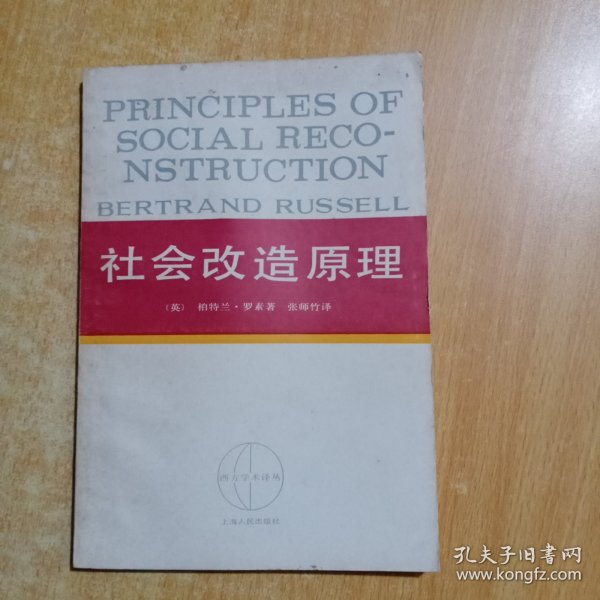 PRINCIPLES OF
SOCIAL RECO-
NSTRUCTION
BERTRAND RUSSELL
社会改造原理
（英） 柏特兰·罗素著 张师竹译
西方学术译丛
上海人民出版社
孔夫子旧书网
www.kongfz.com